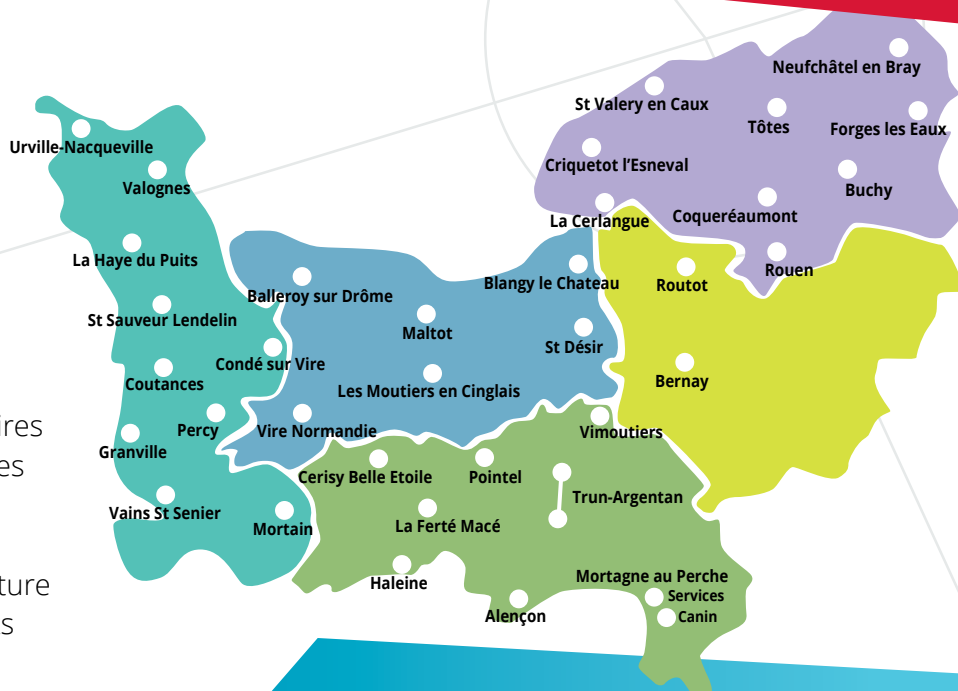 Neufchâtel en Bray
St Valery en Caux
Tôtes
Forges les Eaux
Urville-Nacqueville
Criquetot l’Esneval
Valognes
Buchy
La Cerlangue
Coqueréaumont
La Haye du Puits
Rouen
Blangy le Chateau
Routot
Balleroy sur Drôme
St Sauveur Lendelin
Maltot
St Désir
Condé sur Vire
Coutances
Bernay
Les Moutiers en Cinglais
Percy
Vire Normandie
Vimoutiers
Granville
Cerisy Belle Etoile
Pointel
Trun-Argentan
Vains St Senier
Mortain
La Ferté Macé
Haleine
Mortagne au Perche
Services
Canin
Alençon
ires
es
ture
s